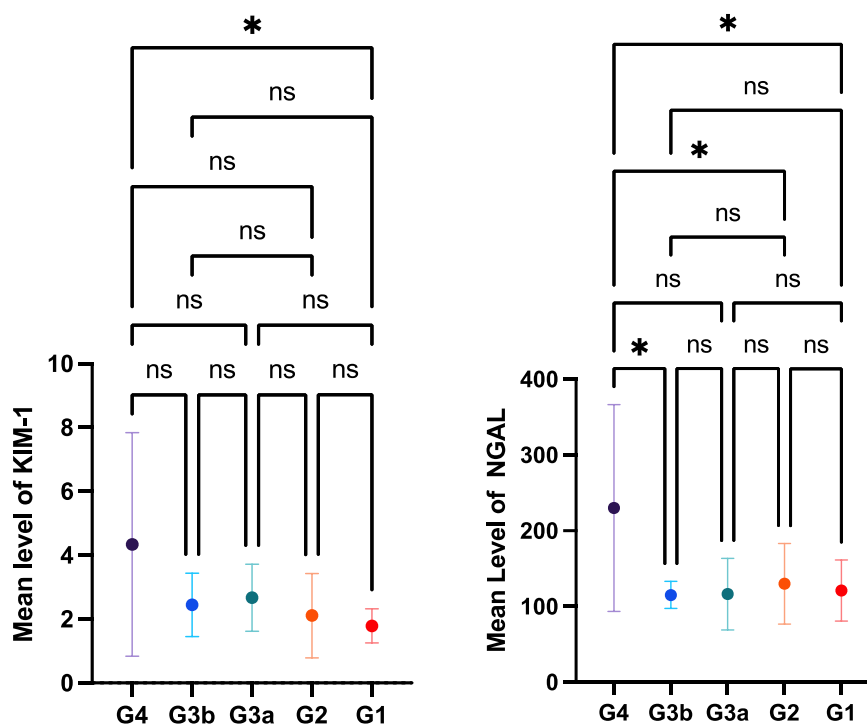 *
ns
ns
ns
ns
ns
ns
ns
ns
ns
10
8
6
4
2
0
Mean level of KIM-1
G4 G3b G3a G2 G1
*
ns
*
ns
ns
ns
*
ns
ns
ns
400
300
200
100
0
Mean Level of NGAL
G4 G3b G3a G2 G1